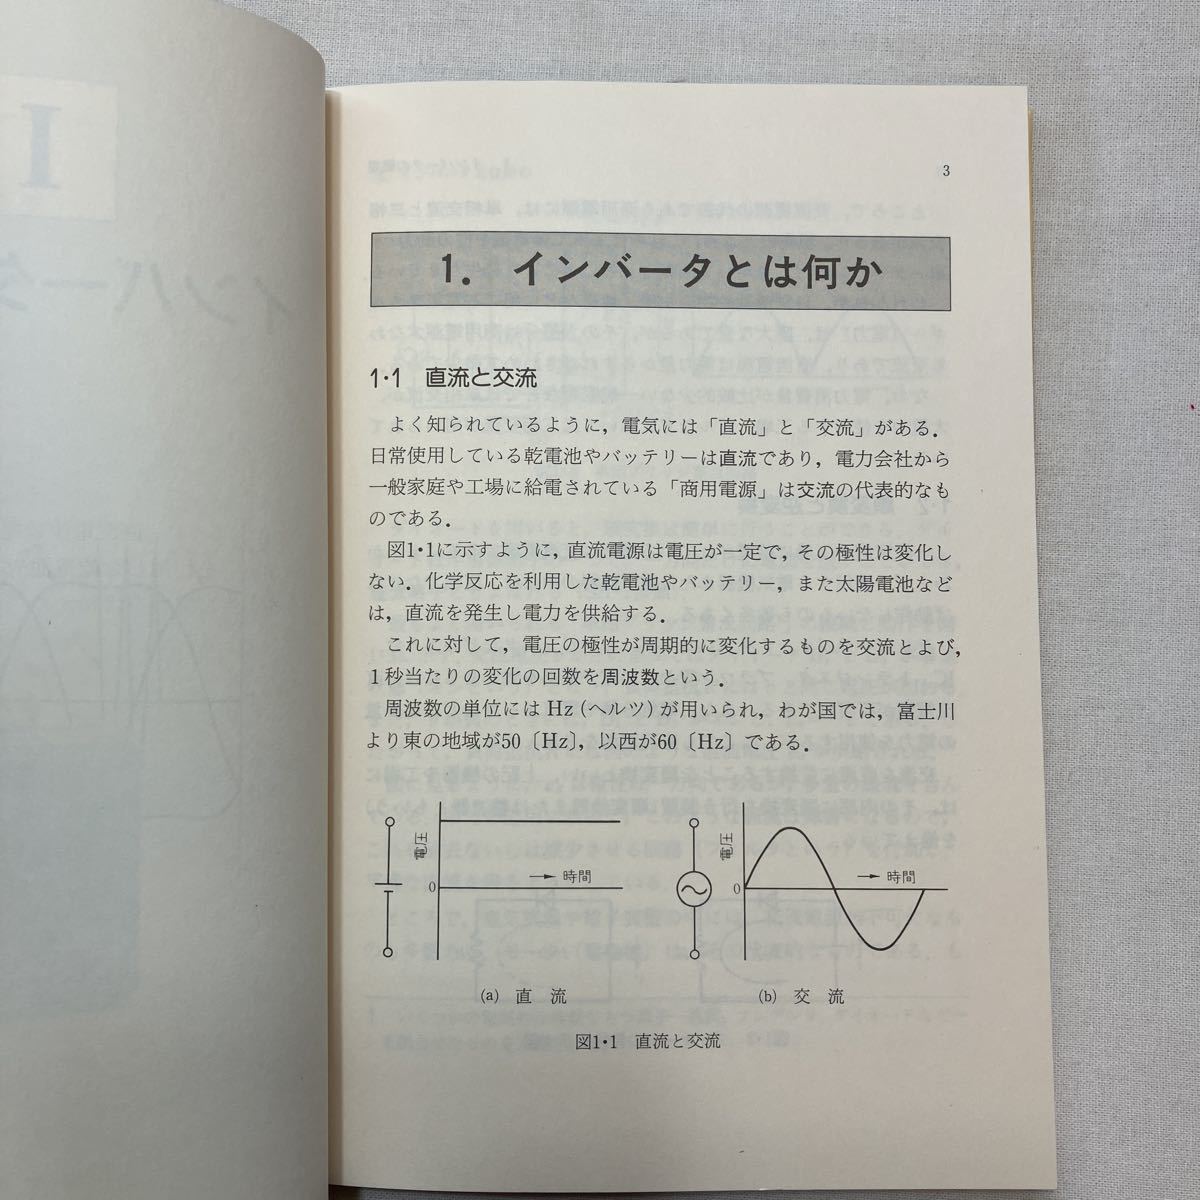 3
1. インバータとは何か
1・1 直流と交流
よく知られているように，電気には「直流」と「交流」がある．
日常使用している乾電池やバッテリーは直流であり，電力会社から
一般家庭や工場に給電されている「商用電源」は交流の代表的なも
のである．
図1・1に示すように，直流電源は電圧が一定で，その極性は変化し
ない．化学反応を利用した乾電池やバッテリー，また太陽電池など
は，直流を発生し電力を供給する．
これに対して，電圧の極性が周期的に変化するものを交流とよび，
1秒当たりの変化の回数を周波数という．
周波数の単位には Hz（ヘルツ）が用いられ，わが国では，富士川
より東の地域が50〔Hz〕，以西が60〔Hz〕である．
電圧
0
→ 時間
(a) 直 流
電圧
0
→ 時間
(b) 交 流
図1・1 直流と交流
I
インバータ